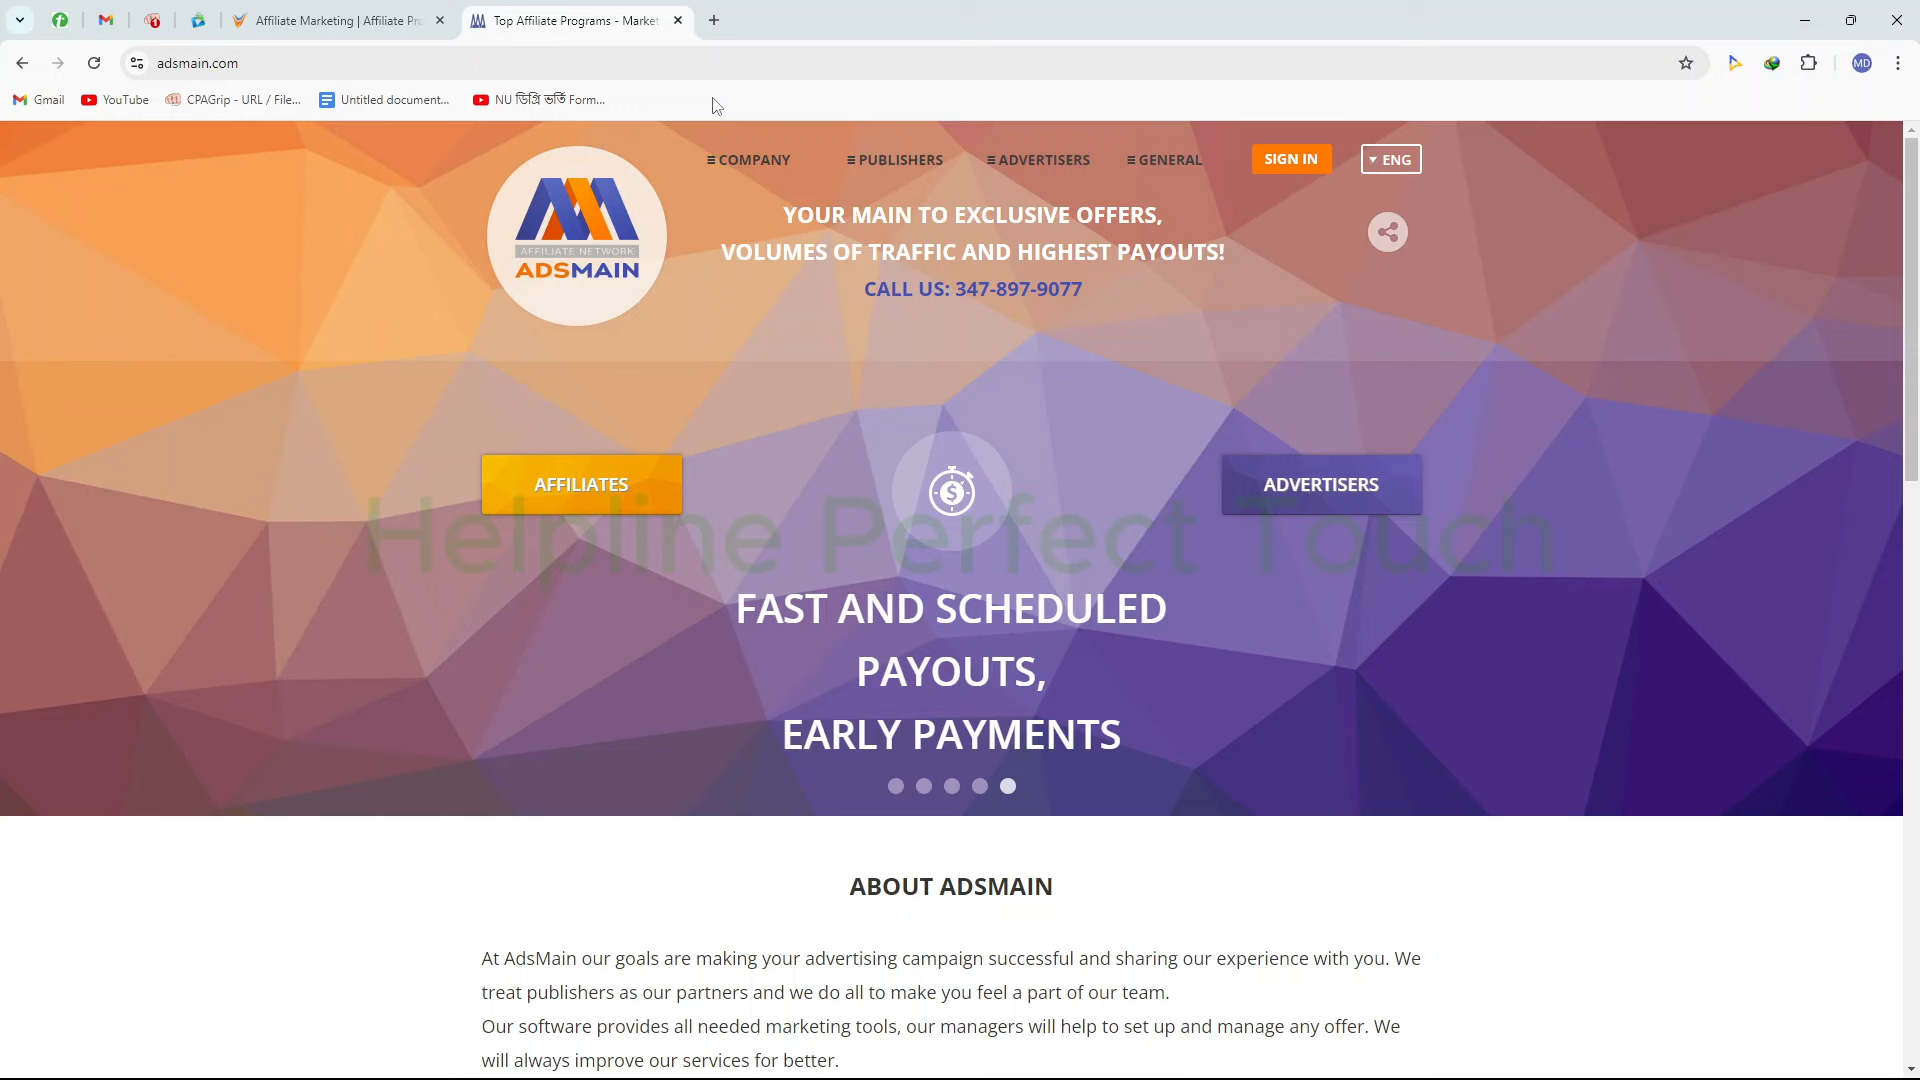 Affiliate Marketing | Affiliate Pro
Top Affiliate Programs - Market
adsmain.com
MD
Gmail
YouTube
CPAGrip - URL / File...
Untitled document...
NU ডিগ্রি ভর্তি Form...
COMPANY
PUBLISHERS
ADVERTISERS
GENERAL
SIGN IN
ENG
AFFILIATE NETWORK
ADSMAIN
YOUR MAIN TO EXCLUSIVE OFFERS,
VOLUMES OF TRAFFIC AND HIGHEST PAYOUTS!
CALL US: 347-897-9077
AFFILIATES
ADVERTISERS
Helpline Perfect Touch
FAST AND SCHEDULED
PAYOUTS,
EARLY PAYMENTS
ABOUT ADSMAIN
At AdsMain our goals are making your advertising campaign successful and sharing our experience with you. We
treat publishers as our partners and we do all to make you feel a part of our team.
Our software provides all needed marketing tools, our managers will help to set up and manage any offer. We
will always improve our services for better.